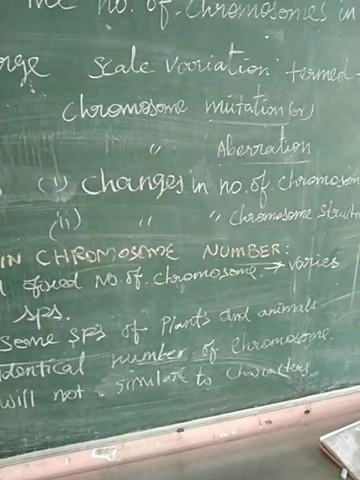 The no. of. chromosomes in
orge scale variation termed
chromosome mutation (or)
" Aberration
(i) changes in no. of chromosom
(ii) " " chromosome structu
IN CHROMOSOME NUMBER:
fixed No. of. chromosome. → varies
sps.
Some sps of Plants and animals
identical number of chromosome.
will not simulate to characters.